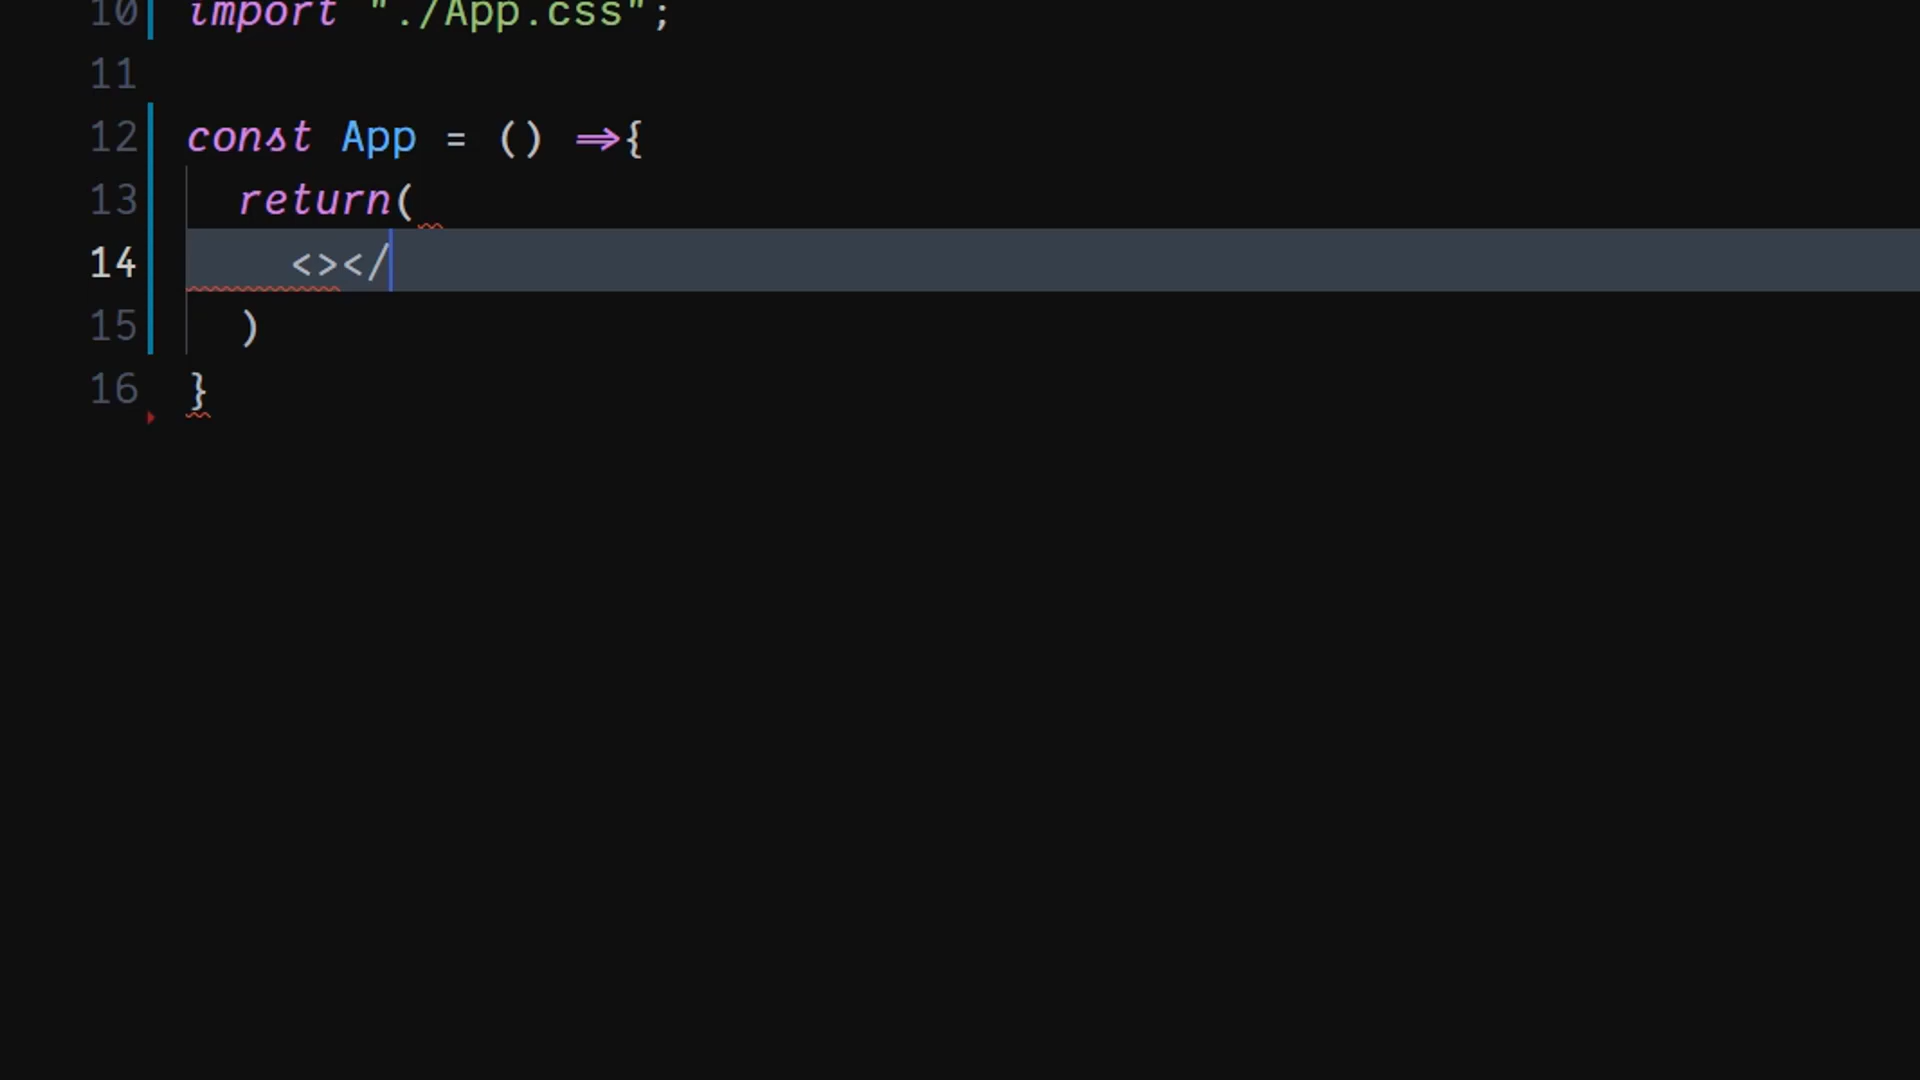 10 import "./App.css";
11
12 const App = () =>{
13 return(
14 <></
15 )
16 }